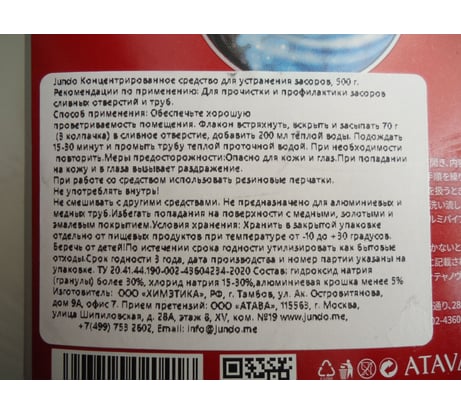 Jundo Концентрированное средство для устранения засоров, 500 г.
Рекомендации по применению: Для прочистки и профилактики засоров
сливных отверстий и труб.
Способ применения: Обеспечьте хорошую
проветриваемость помещения. Флакон встряхнуть, вскрыть и засыпать 70 г
(3 колпачка) в сливное отверстие, добавить 200 мл тёплой воды. Подождать
15-30 минут и промыть трубу теплой проточной водой. При необходимости
повторить.Меры предосторожности:Опасно для кожи и глаз.При попадании
на кожу и в глаза вызывает раздражение.
При работе со средством использовать резиновые перчатки.
Не употреблять внутрь!
Не смешивать с другими средствами. Не предназначено для алюминиевых и
медных труб.Избегать попадания на поверхности с медными, золотыми и
эмалевым покрытием.Условия хранения: Хранить в закрытой упаковке
отдельно от пищевых продуктов при температуре от -10 до +30 градусов.
Беречь от детей!По истечении срока годности утилизировать как бытовые
отходы.Срок годности 3 года, дата производства и номер партии указаны на
упаковке. ТУ 20.41.44.190-002-43604234-2020 Состав: гидроксид натрия
(гранулы) более 30%, хлорид натрия 15-30%,алюминиевая крошка менее 5%
Изготовитель: ООО «ХИМЭТИКА», РФ, г. Тамбов, ул. Ак. Островитянова,
дом 9А, офис 7. Прием претензий: ООО «АТАВА», 115563, г. Москва,
улица Шипиловская, д. 28А, этаж 8, XV, ком. №19 www.jundo.me,
+7(499) 753 2602, Email: info@jundo.me
ATAVA